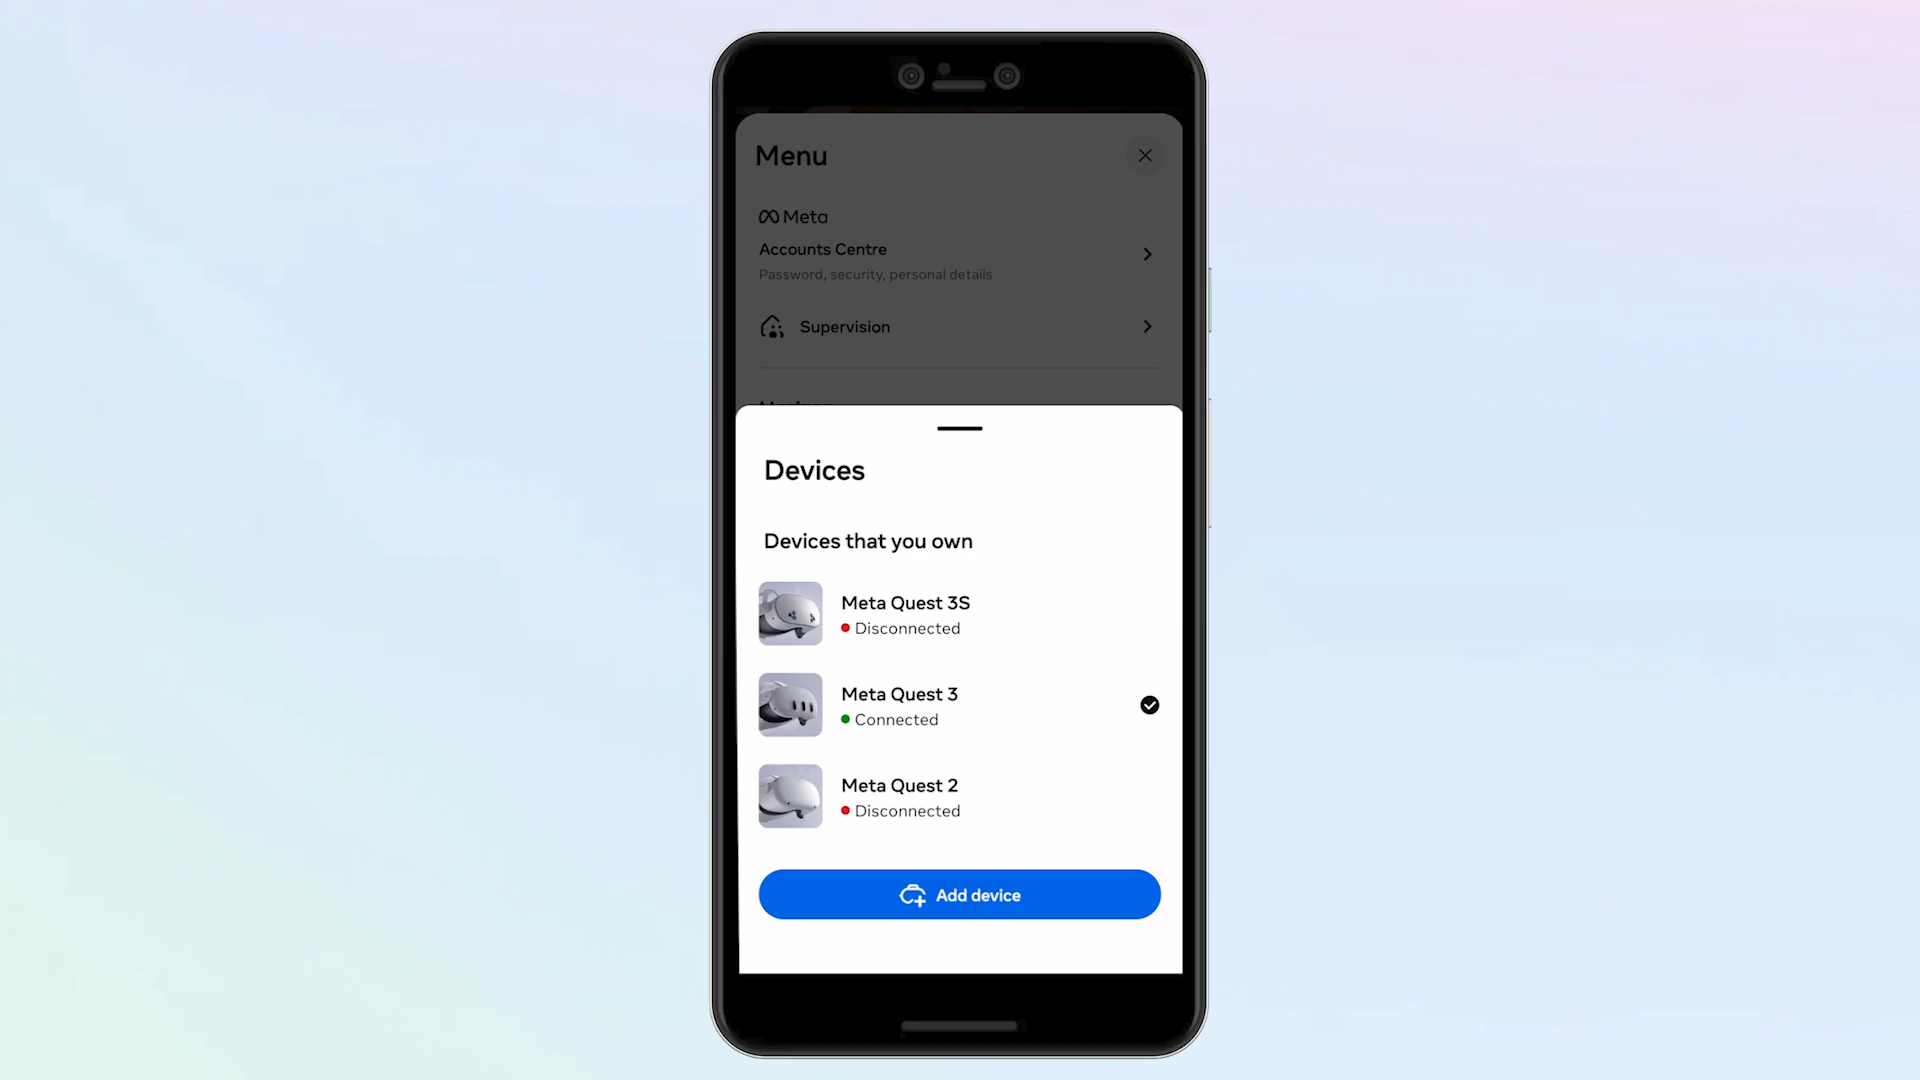 Menu
Meta
Accounts Centre
Password, security, personal details
Supervision
Devices
Devices that you own
Meta Quest 3S
Disconnected
Meta Quest 3
Connected
Meta Quest 2
Disconnected
Add device